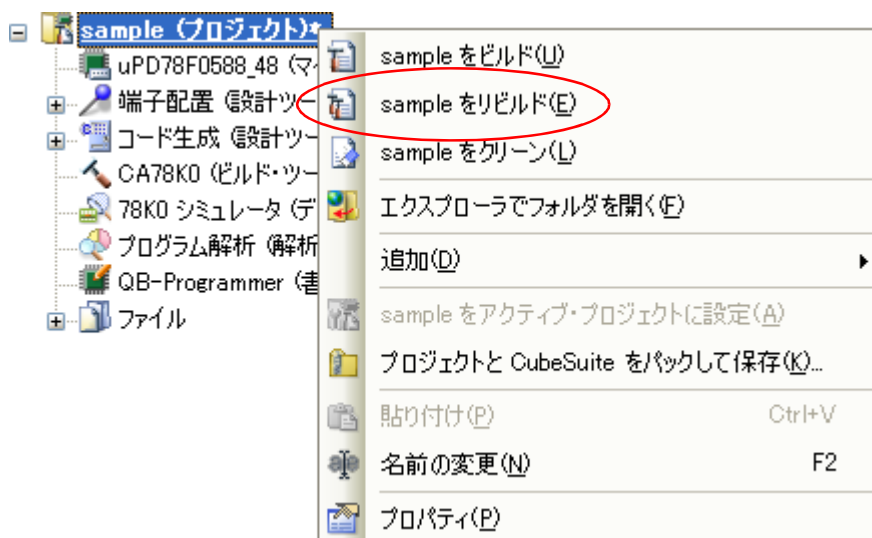 sample (プロジェクト)*
uPD78F0588_48 (マイ
端子配置 (設計ツー
コード生成 (設計ツー
CA78K0 (ビルド・ツー
78K0 シミュレータ (デ
プログラム解析 (解析
QB-Programmer (書
ファイル
sample をビルド(U)
sample をリビルド(E)
sample をクリーン(L)
エクスプローラでフォルダを開く(F)
追加(D)
sample をアクティブ・プロジェクトに設定(A)
プロジェクトと CubeSuite をパックして保存(K)...
貼り付け(P) Ctrl+V
名前の変更(N) F2
プロパティ(P)